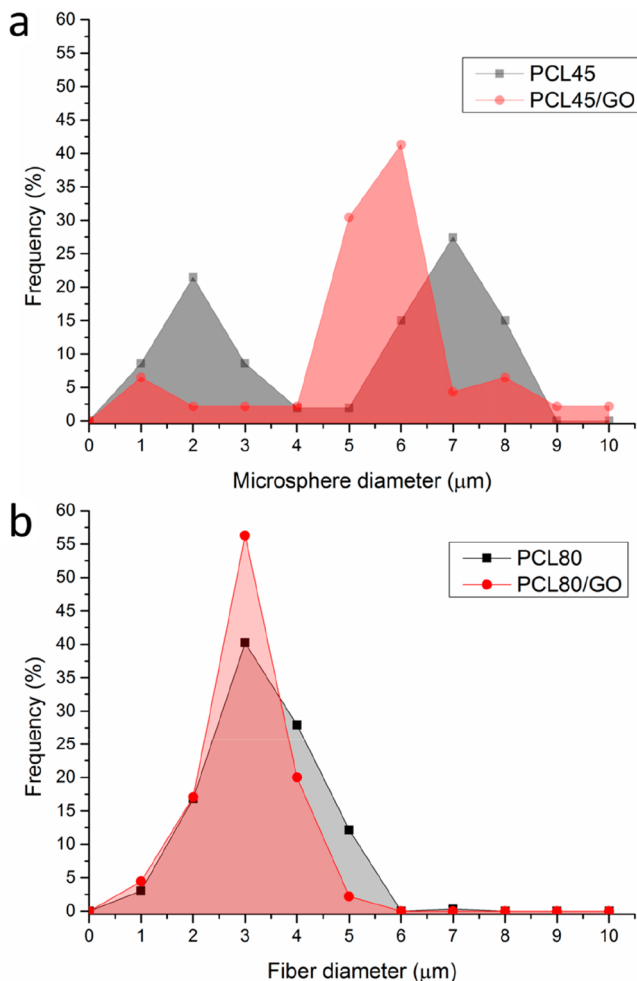 a
PCL45
PCL45/GO
Frequency (%)
60
55
50
45
40
35
30
25
20
15
10
5
0
0 1 2 3 4 5 6 7 8 9 10
Microsphere diameter (μm)
b
PCL80
PCL80/GO
Frequency (%)
60
55
50
45
40
35
30
25
20
15
10
5
0
0 1 2 3 4 5 6 7 8 9 10
Fiber diameter (μm)